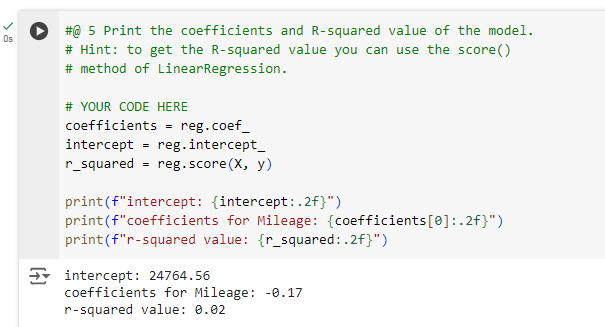 #@ 5 Print the coefficients and R-squared value of the model.
# Hint: to get the R-squared value you can use the score()
# method of LinearRegression.
# YOUR CODE HERE
coefficients = reg.coef_
intercept = reg.intercept_
r_squared = reg.score(X, y)
print(f"intercept: {intercept:.2f}")
print(f"coefficients for Mileage: {coefficients[0]:.2f}")
print(f"r-squared value: {r_squared:.2f}")
0s
intercept: 24764.56
coefficients for Mileage: -0.17
r-squared value: 0.02